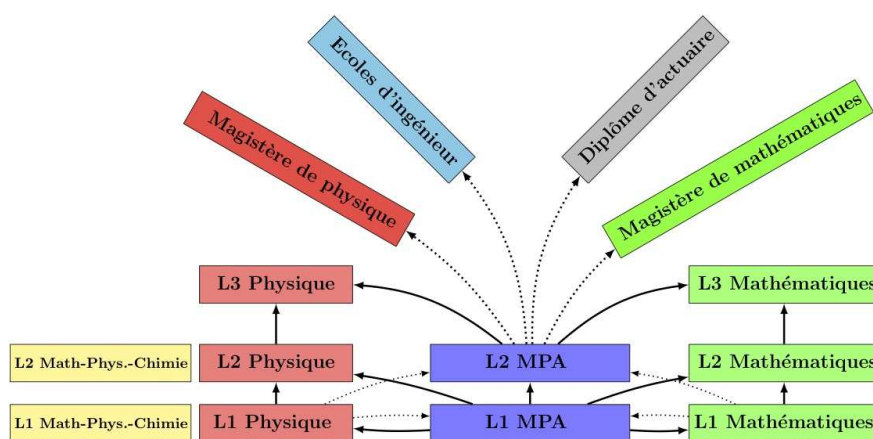 Ecoles d'ingénieur
Diplôme d'actuaire
Magistère de physique
Magistère de mathématiques
L3 Physique
L3 Mathématiques
L2 Math-Phys.-Chimie
L2 Physique
L2 MPA
L2 Mathématiques
L1 Math-Phys.-Chimie
L1 Physique
L1 MPA
L1 Mathématiques